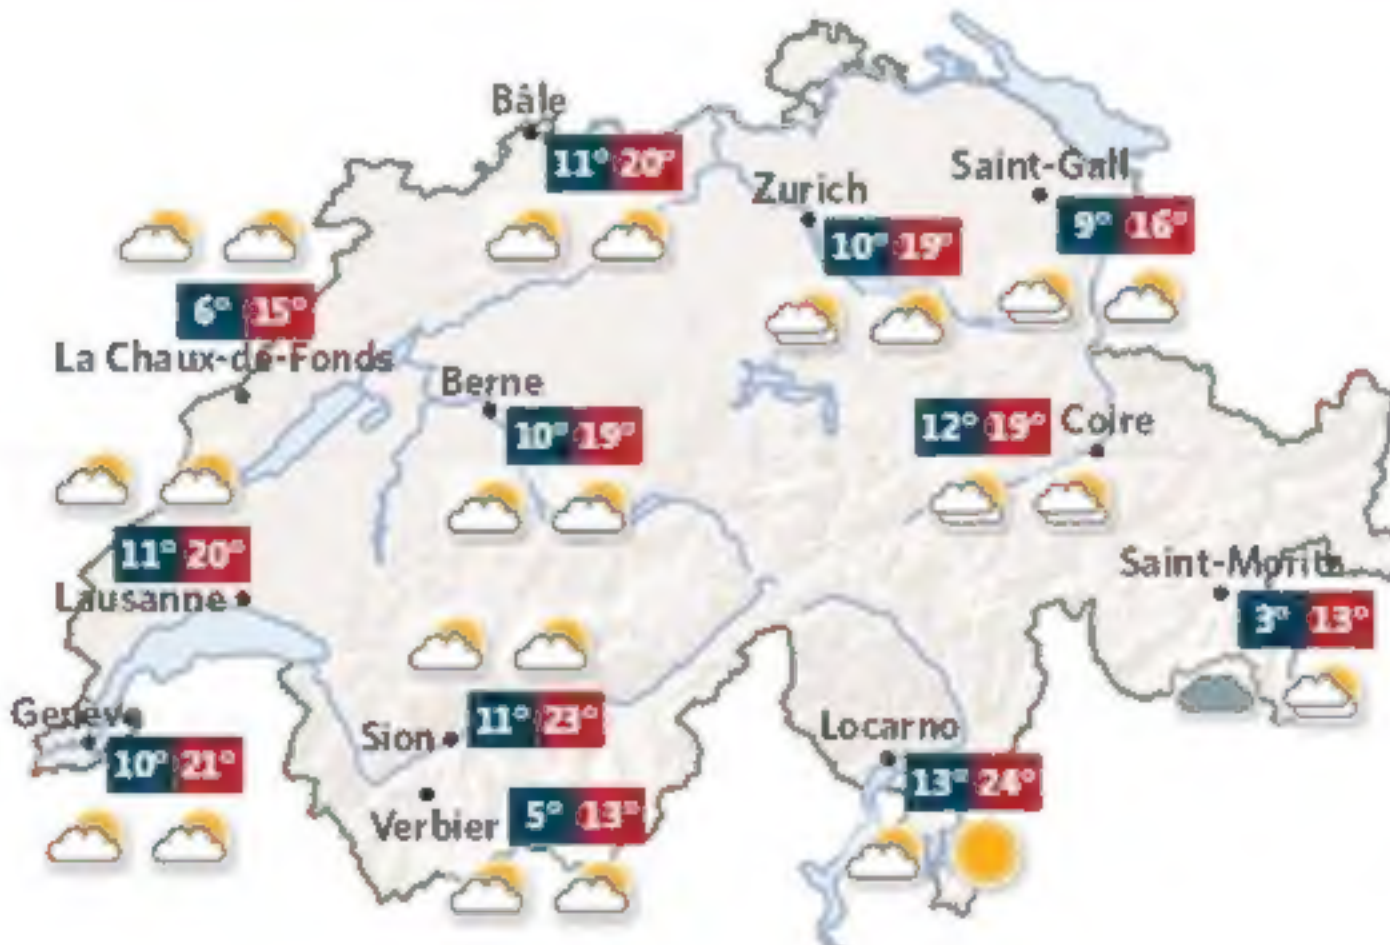 Bâle
11° 20°
Saint-Gall
9° 16°
Zurich
10° 19°
6° 15°
La Chaux-de-Fonds
Berne
10° 19°
12° 19° Coire
11° 20°
Lausanne
Saint-Moritz
3° 13°
Genève
10° 21°
Sion 11° 23°
Locarno
13° 24°
Verbier 5° 13°